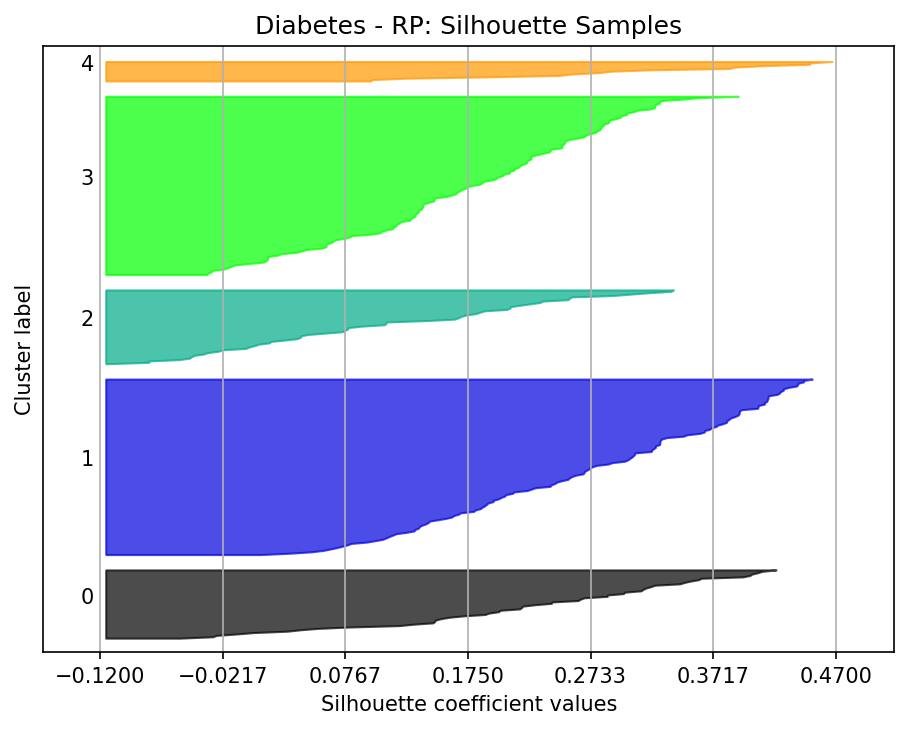 Diabetes - RP: Silhouette Samples
4
3
2
1
0
Cluster label
−0.1200 −0.0217 0.0767 0.1750 0.2733 0.3717 0.4700
Silhouette coefficient values